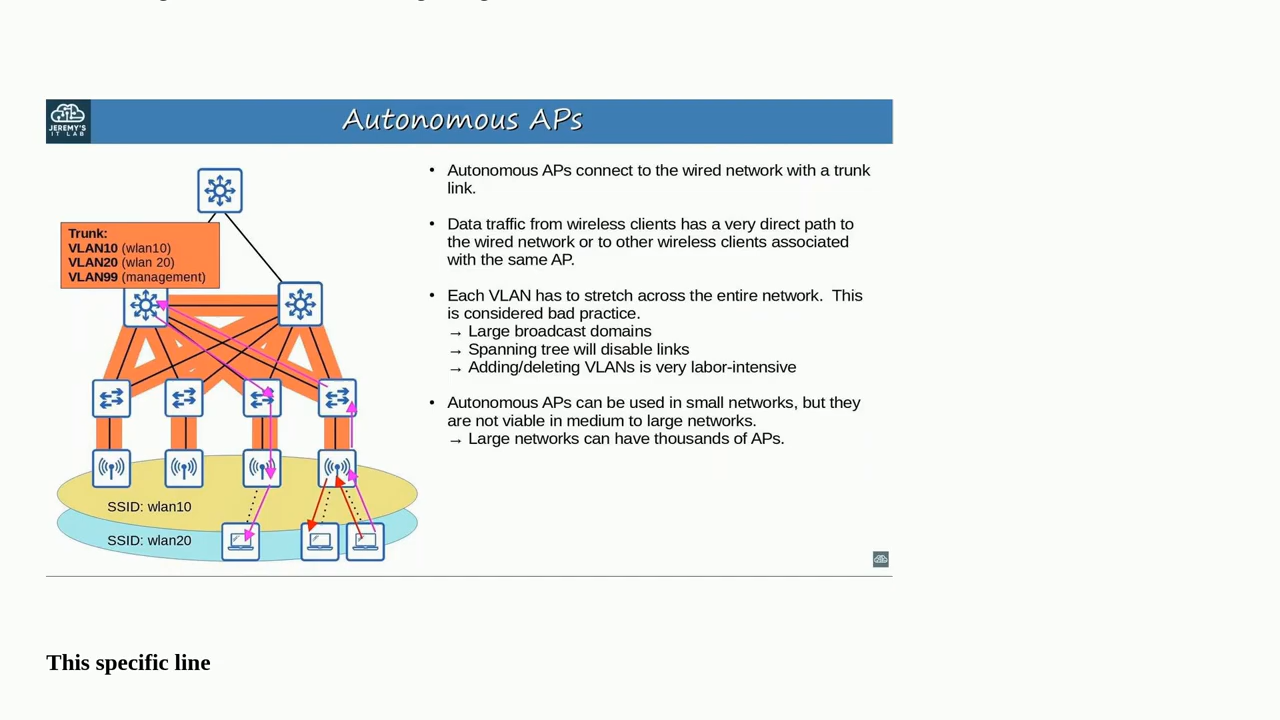 JEREMY'S
IT LAB
Autonomous APs
Trunk:
VLAN10 (wlan10)
VLAN20 (wlan 20)
VLAN99 (management)
SSID: wlan10
SSID: wlan20
• Autonomous APs connect to the wired network with a trunk
link.
• Data traffic from wireless clients has a very direct path to
the wired network or to other wireless clients associated
with the same AP.
• Each VLAN has to stretch across the entire network. This
is considered bad practice.
→ Large broadcast domains
→ Spanning tree will disable links
→ Adding/deleting VLANs is very labor-intensive
• Autonomous APs can be used in small networks, but they
are not viable in medium to large networks.
→ Large networks can have thousands of APs.
This specific line